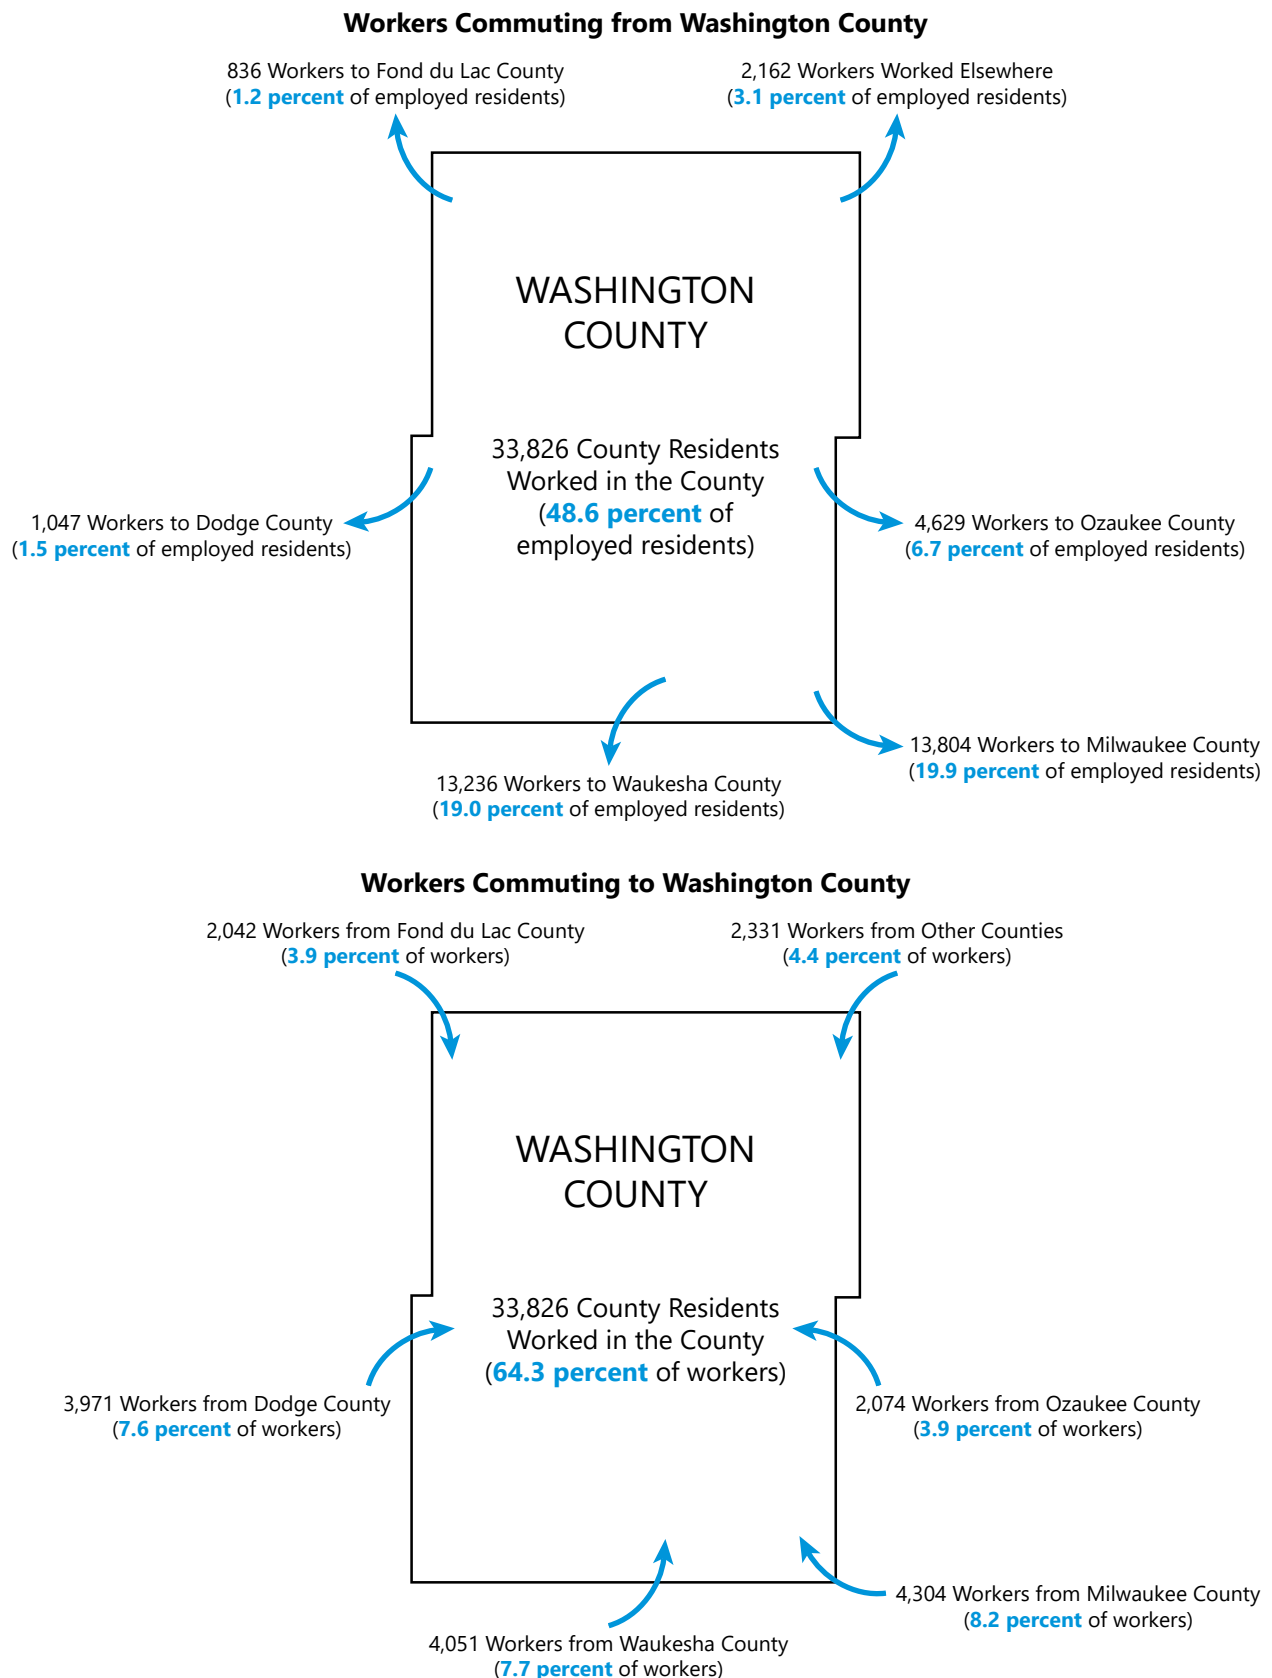 Workers Commuting from Washington County
836 Workers to Fond du Lac County
(1.2 percent of employed residents)
2,162 Workers Worked Elsewhere
(3.1 percent of employed residents)
WASHINGTON
COUNTY
33,826 County Residents
Worked in the County
(48.6 percent of
employed residents)
1,047 Workers to Dodge County
(1.5 percent of employed residents)
4,629 Workers to Ozaukee County
(6.7 percent of employed residents)
13,804 Workers to Milwaukee County
(19.9 percent of employed residents)
13,236 Workers to Waukesha County
(19.0 percent of employed residents)
Workers Commuting to Washington County
2,042 Workers from Fond du Lac County
(3.9 percent of workers)
2,331 Workers from Other Counties
(4.4 percent of workers)
WASHINGTON
COUNTY
33,826 County Residents
Worked in the County
(64.3 percent of workers)
3,971 Workers from Dodge County
(7.6 percent of workers)
2,074 Workers from Ozaukee County
(3.9 percent of workers)
4,304 Workers from Milwaukee County
(8.2 percent of workers)
4,051 Workers from Waukesha County
(7.7 percent of workers)